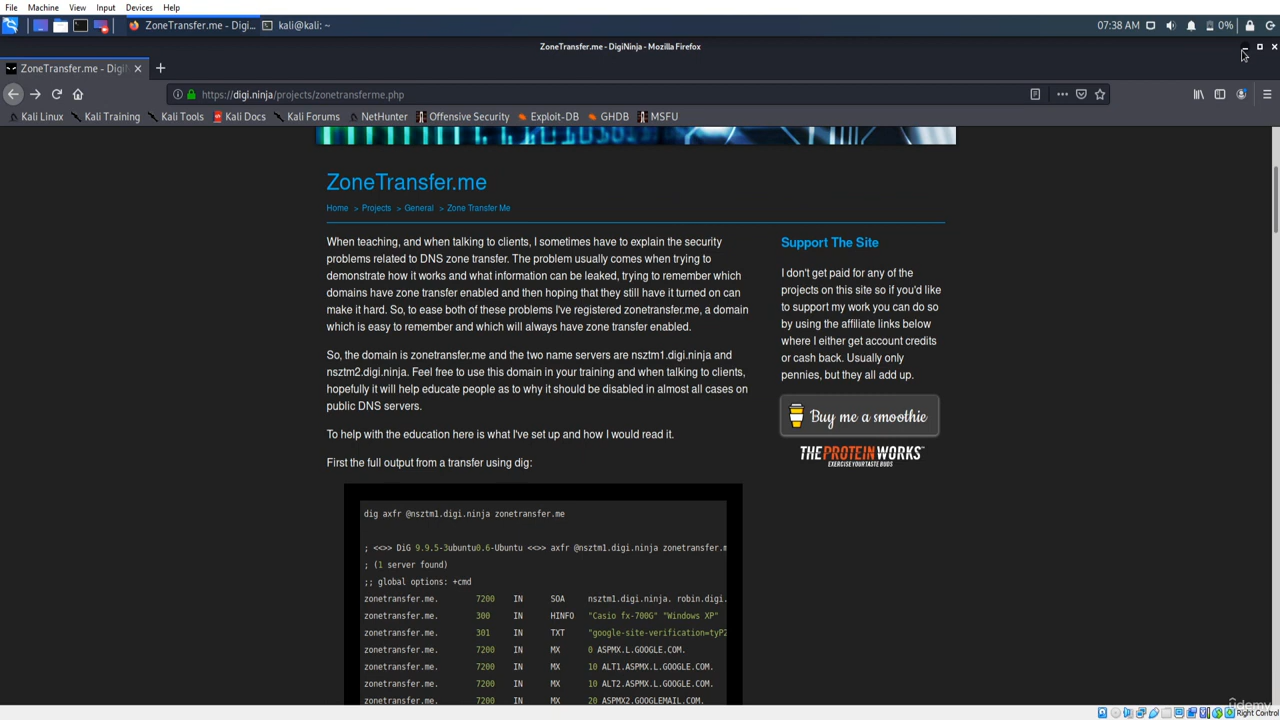 File Machine View Input Devices Help
ZoneTransfer.me - Digi... kali@kali: ~ 07:38 AM 0%
ZoneTransfer.me - DigiNinja - Mozilla Firefox
ZoneTransfer.me - Digi
https://digi.ninja/projects/zonetransferme.php
Kali Linux Kali Training Kali Tools Kali Docs Kali Forums NetHunter Offensive Security Exploit-DB GHDB MSFU
ZoneTransfer.me
Home > Projects > General > Zone Transfer Me
When teaching, and when talking to clients, I sometimes have to explain the security
problems related to DNS zone transfer. The problem usually comes when trying to
demonstrate how it works and what information can be leaked, trying to remember which
domains have zone transfer enabled and then hoping that they still have it turned on can
make it hard. So, to ease both of these problems I've registered zonetransfer.me, a domain
which is easy to remember and which will always have zone transfer enabled.
So, the domain is zonetransfer.me and the two name servers are nsztm1.digi.ninja and
nsztm2.digi.ninja. Feel free to use this domain in your training and when talking to clients,
hopefully it will help educate people as to why it should be disabled in almost all cases on
public DNS servers.
To help with the education here is what I've set up and how I would read it.
First the full output from a transfer using dig:
dig axfr @nsztm1.digi.ninja zonetransfer.me
; <<>> DiG 9.9.5-3ubuntu0.6-Ubuntu <<>> axfr @nsztm1.digi.ninja zonetransfer.m
; (1 server found)
;; global options: +cmd
zonetransfer.me. 7200 IN SOA nsztm1.digi.ninja. robin.digi.
zonetransfer.me. 300 IN HINFO "Casio fx-700G" "Windows XP"
zonetransfer.me. 301 IN TXT "google-site-verification=tyP2
zonetransfer.me. 7200 IN MX 0 ASPMX.L.GOOGLE.COM.
zonetransfer.me. 7200 IN MX 10 ALT1.ASPMX.L.GOOGLE.COM.
zonetransfer.me. 7200 IN MX 10 ALT2.ASPMX.L.GOOGLE.COM.
zonetransfer.me. 7200 IN MX 20 ASPMX2.GOOGLEMAIL.COM.
Support The Site
I don't get paid for any of the
projects on this site so if you'd like
to support my work you can do so
by using the affiliate links below
where I either get account credits
or cash back. Usually only
pennies, but they all add up.
Buy me a smoothie
THEPROTEINWORKS™
EXERCISE YOUR TASTE BUDS
udemy
Right Control